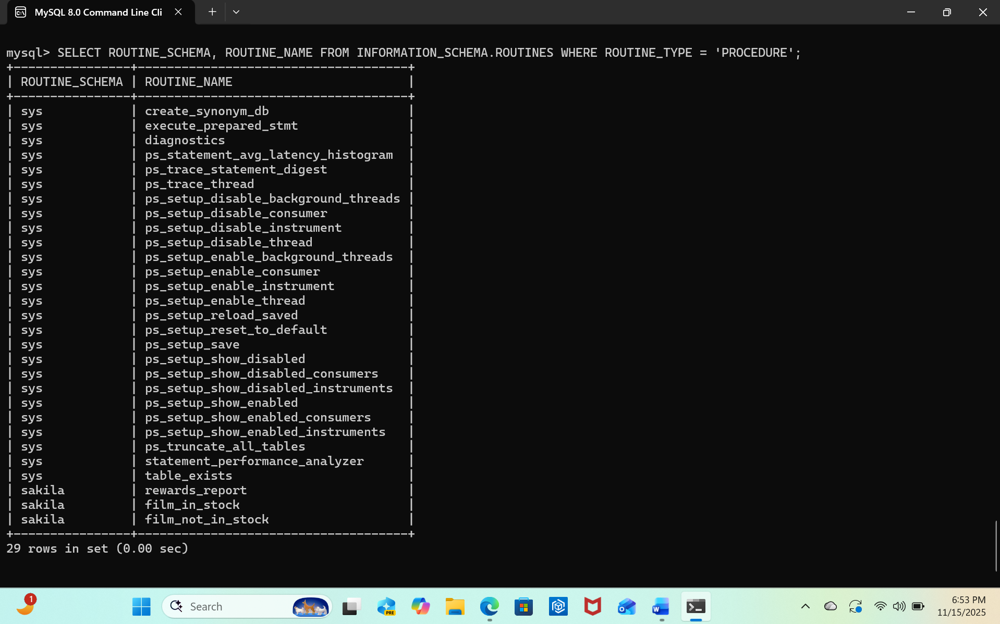 MySQL 8.0 Command Line Cli
mysql> SELECT ROUTINE_SCHEMA, ROUTINE_NAME FROM INFORMATION_SCHEMA.ROUTINES WHERE ROUTINE_TYPE = 'PROCEDURE';
+----------------+-------------------------------------+
| ROUTINE_SCHEMA | ROUTINE_NAME                        |
+----------------+-------------------------------------+
| sys            | create_synonym_db                   |
| sys            | execute_prepared_stmt               |
| sys            | diagnostics                         |
| sys            | ps_statement_avg_latency_histogram  |
| sys            | ps_trace_statement_digest           |
| sys            | ps_trace_thread                     |
| sys            | ps_setup_disable_background_threads |
| sys            | ps_setup_disable_consumer           |
| sys            | ps_setup_disable_instrument         |
| sys            | ps_setup_disable_thread             |
| sys            | ps_setup_enable_background_threads  |
| sys            | ps_setup_enable_consumer            |
| sys            | ps_setup_enable_instrument          |
| sys            | ps_setup_enable_thread              |
| sys            | ps_setup_reload_saved               |
| sys            | ps_setup_reset_to_default           |
| sys            | ps_setup_save                       |
| sys            | ps_setup_show_disabled              |
| sys            | ps_setup_show_disabled_consumers    |
| sys            | ps_setup_show_disabled_instruments  |
| sys            | ps_setup_show_enabled               |
| sys            | ps_setup_show_enabled_consumers     |
| sys            | ps_setup_show_enabled_instruments   |
| sys            | ps_truncate_all_tables              |
| sys            | statement_performance_analyzer      |
| sys            | table_exists                        |
| sakila         | rewards_report                      |
| sakila         | film_in_stock                       |
| sakila         | film_not_in_stock                   |
+----------------+-------------------------------------+
29 rows in set (0.00 sec)
1
Search
PRE
6:53 PM
11/15/2025